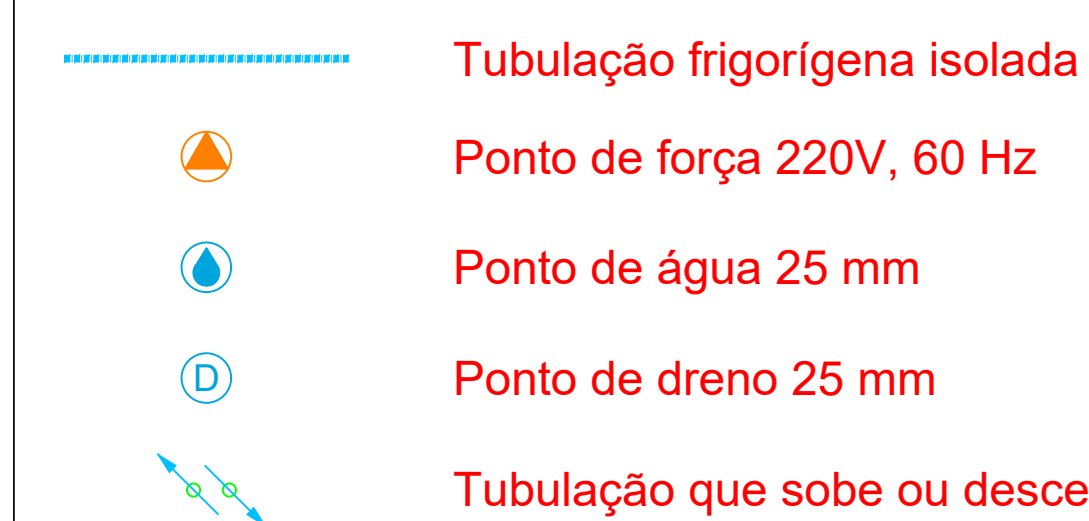 Tubulação frigorígena isolada
Ponto de força 220V, 60 Hz
Ponto de água 25 mm
D Ponto de dreno 25 mm
Tubulação que sobe ou desce